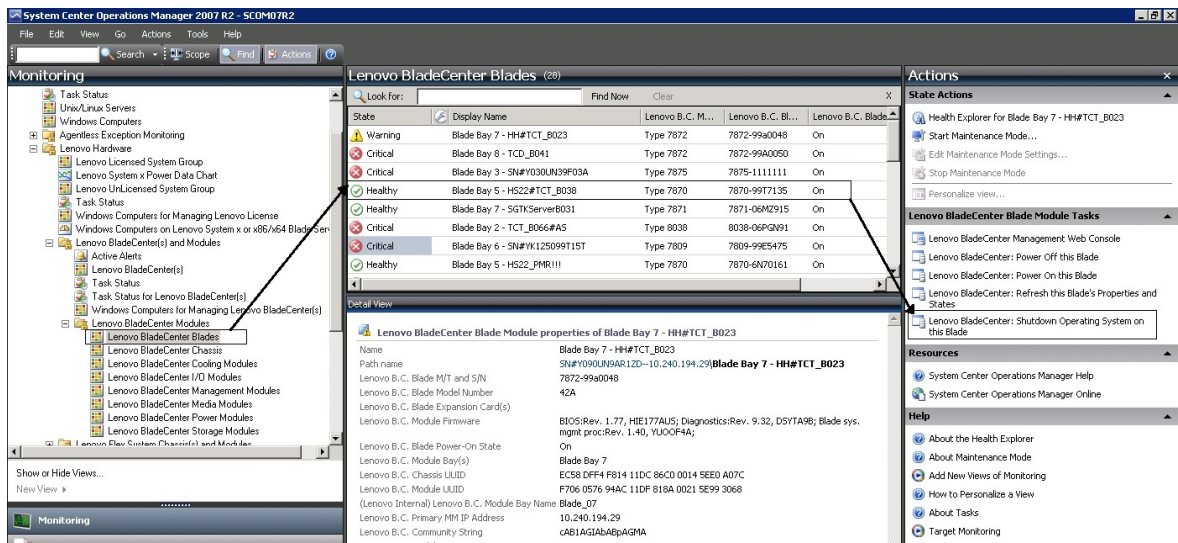 System Center Operations Manager 2007 R2 - SCOM07R2
File Edit View Go Actions Tools Help
Search Scope Find Actions
Monitoring
Task Status
Unix/Linux Servers
Windows Computers
Agentless Exception Monitoring
Lenovo Hardware
Lenovo Licensed System Group
Lenovo System x Power Data Chart
Lenovo UnLicensed System Group
Task Status
Windows Computers for Managing Lenovo License
Windows Computers on Lenovo System x or x86/x64 Blade Serv
Lenovo BladeCenter(s) and Modules
Active Alerts
Lenovo BladeCenter(s)
Task Status
Task Status for Lenovo BladeCenter(s)
Windows Computers for Managing Lenovo BladeCenter(s)
Lenovo BladeCenter Modules
Lenovo BladeCenter Blades
Lenovo BladeCenter Chassis
Lenovo BladeCenter Cooling Modules
Lenovo BladeCenter I/O Modules
Lenovo BladeCenter Management Modules
Lenovo BladeCenter Media Modules
Lenovo BladeCenter Power Modules
Lenovo BladeCenter Storage Modules
Lenovo Flex System Chassis(s) and Modules
Show or Hide Views...
New View
Monitoring
Lenovo BladeCenter Blades (28)
Look for: Find Now Clear X
State Display Name Lenovo B.C. M... Lenovo B.C. Bl... Lenovo B.C. Blade
Warning Blade Bay 7 - HH#TCT_B023 Type 7872 7872-99a0048 On
Critical Blade Bay 8 - TCD_B041 Type 7872 7872-99A0050 On
Critical Blade Bay 3 - SN#Y030UN39F03A Type 7875 7875-1111111 On
Healthy Blade Bay 5 - HS22#TCT_B038 Type 7870 7870-99T7135 On
Healthy Blade Bay 7 - SGTKServerB031 Type 7871 7871-06MZ915 On
Critical Blade Bay 2 - TCT_B066#AS Type 8038 8038-06PGN91 On
Critical Blade Bay 6 - SN#YK125099T15T Type 7809 7809-99E5475 On
Healthy Blade Bay 5 - HS22_PMR!!! Type 7870 7870-6N70161 On
Detail View
Lenovo BladeCenter Blade Module properties of Blade Bay 7 - HH#TCT_B023
Name Blade Bay 7 - HH#TCT_B023
Path name SN#Y090UN9AR1ZD--10.240.194.29\Blade Bay 7 - HH#TCT_B023
Lenovo B.C. Blade M/T and S/N 7872-99a0048
Lenovo B.C. Blade Model Number 42A
Lenovo B.C. Blade Expansion Card(s)
Lenovo B.C. Module Firmware BIOS:Rev. 1.77, HIE177AUS; Diagnostics:Rev. 9.32, DSYTA9B; Blade sys.
mgmt proc:Rev. 1.40, YUOOF4A;
Lenovo B.C. Blade Power-On State On
Lenovo B.C. Module Bay(s) Blade Bay 7
Lenovo B.C. Chassis UUID EC58 DFF4 F814 11DC 86C0 0014 5EE0 A07C
Lenovo B.C. Module UUID F706 0576 94AC 11DF 818A 0021 5E99 3068
(Lenovo Internal) Lenovo B.C. Module Bay Name Blade_07
Lenovo B.C. Primary MM IP Address 10.240.194.29
Lenovo B.C. Community String cAB1AGIAbABpAGMA
Actions x
State Actions
Health Explorer for Blade Bay 7 - HH#TCT_B023
Start Maintenance Mode...
Edit Maintenance Mode Settings...
Stop Maintenance Mode
Personalize view...
Lenovo BladeCenter Blade Module Tasks
Lenovo BladeCenter Management Web Console
Lenovo BladeCenter: Power Off this Blade
Lenovo BladeCenter: Power On this Blade
Lenovo BladeCenter: Refresh this Blade's Properties and
States
Lenovo BladeCenter: Shutdown Operating System on
this Blade
Resources
System Center Operations Manager Help
System Center Operations Manager Online
Help
About the Health Explorer
About Maintenance Mode
Add New Views of Monitoring
How to Personalize a View
About Tasks
Target Monitoring